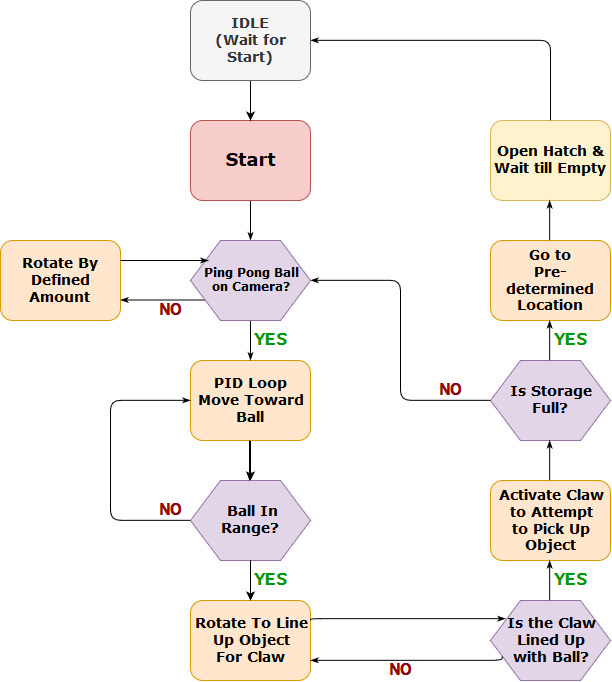 IDLE
(Wait for
Start)
Start
Ping Pong Ball
on Camera?
Rotate By
Defined
Amount
NO
YES
PID Loop
Move Toward
Ball
NO
Ball In
Range?
YES
Rotate To Line
Up Object
For Claw
Is the Claw
Lined Up
with Ball?
NO
YES
Activate Claw
to Attempt
to Pick Up
Object
Is Storage
Full?
NO
YES
Go to
Pre-
determined
Location
Open Hatch &
Wait till Empty